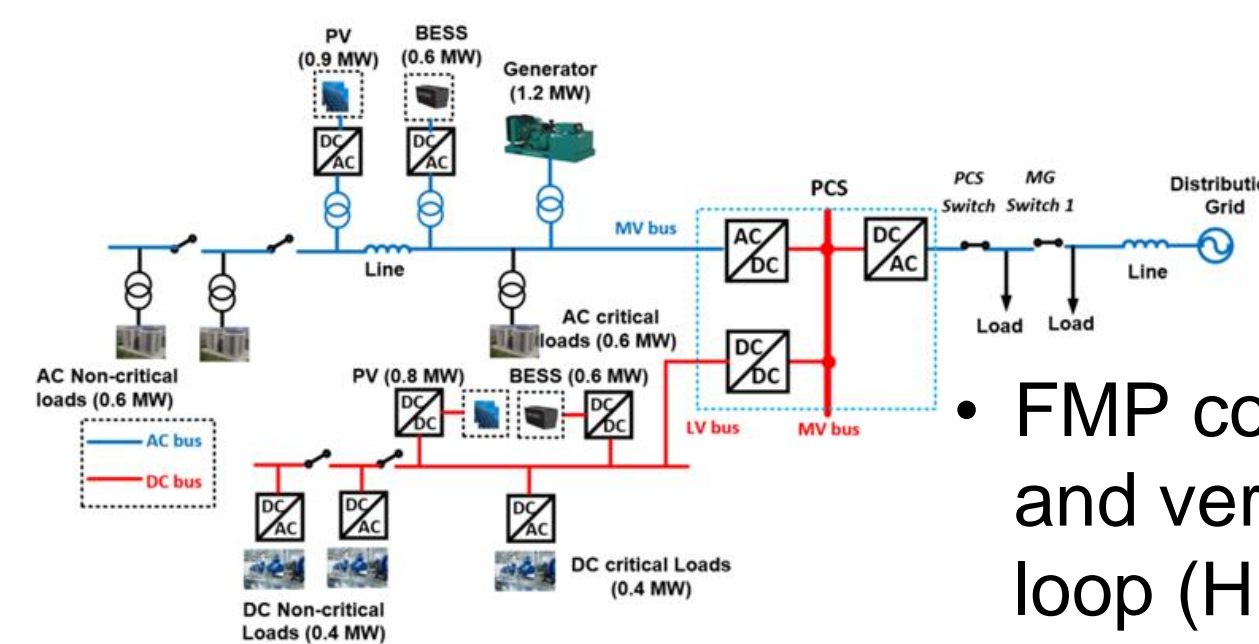 PV
(0.9 MW)
BESS
(0.6 MW)
Generator
(1.2 MW)
DC
AC
DC
AC
MV bus
PCS
PCS
Switch
MG
Switch 1
Distributi
Grid
AC
DC
DC
AC
Line
Line
Load
Load
AC critical
loads (0.6 MW)
DC
DC
AC Non-critical
loads (0.6 MW)
PV (0.8 MW)
BESS (0.6 MW)
DC
DC
DC
DC
LV bus
MV bus
AC bus
DC bus
DC
AC
DC
AC
DC
AC
DC critical Loads
(0.4 MW)
DC Non-critical
Loads (0.4 MW)
• FMP co
and ver
loop (H